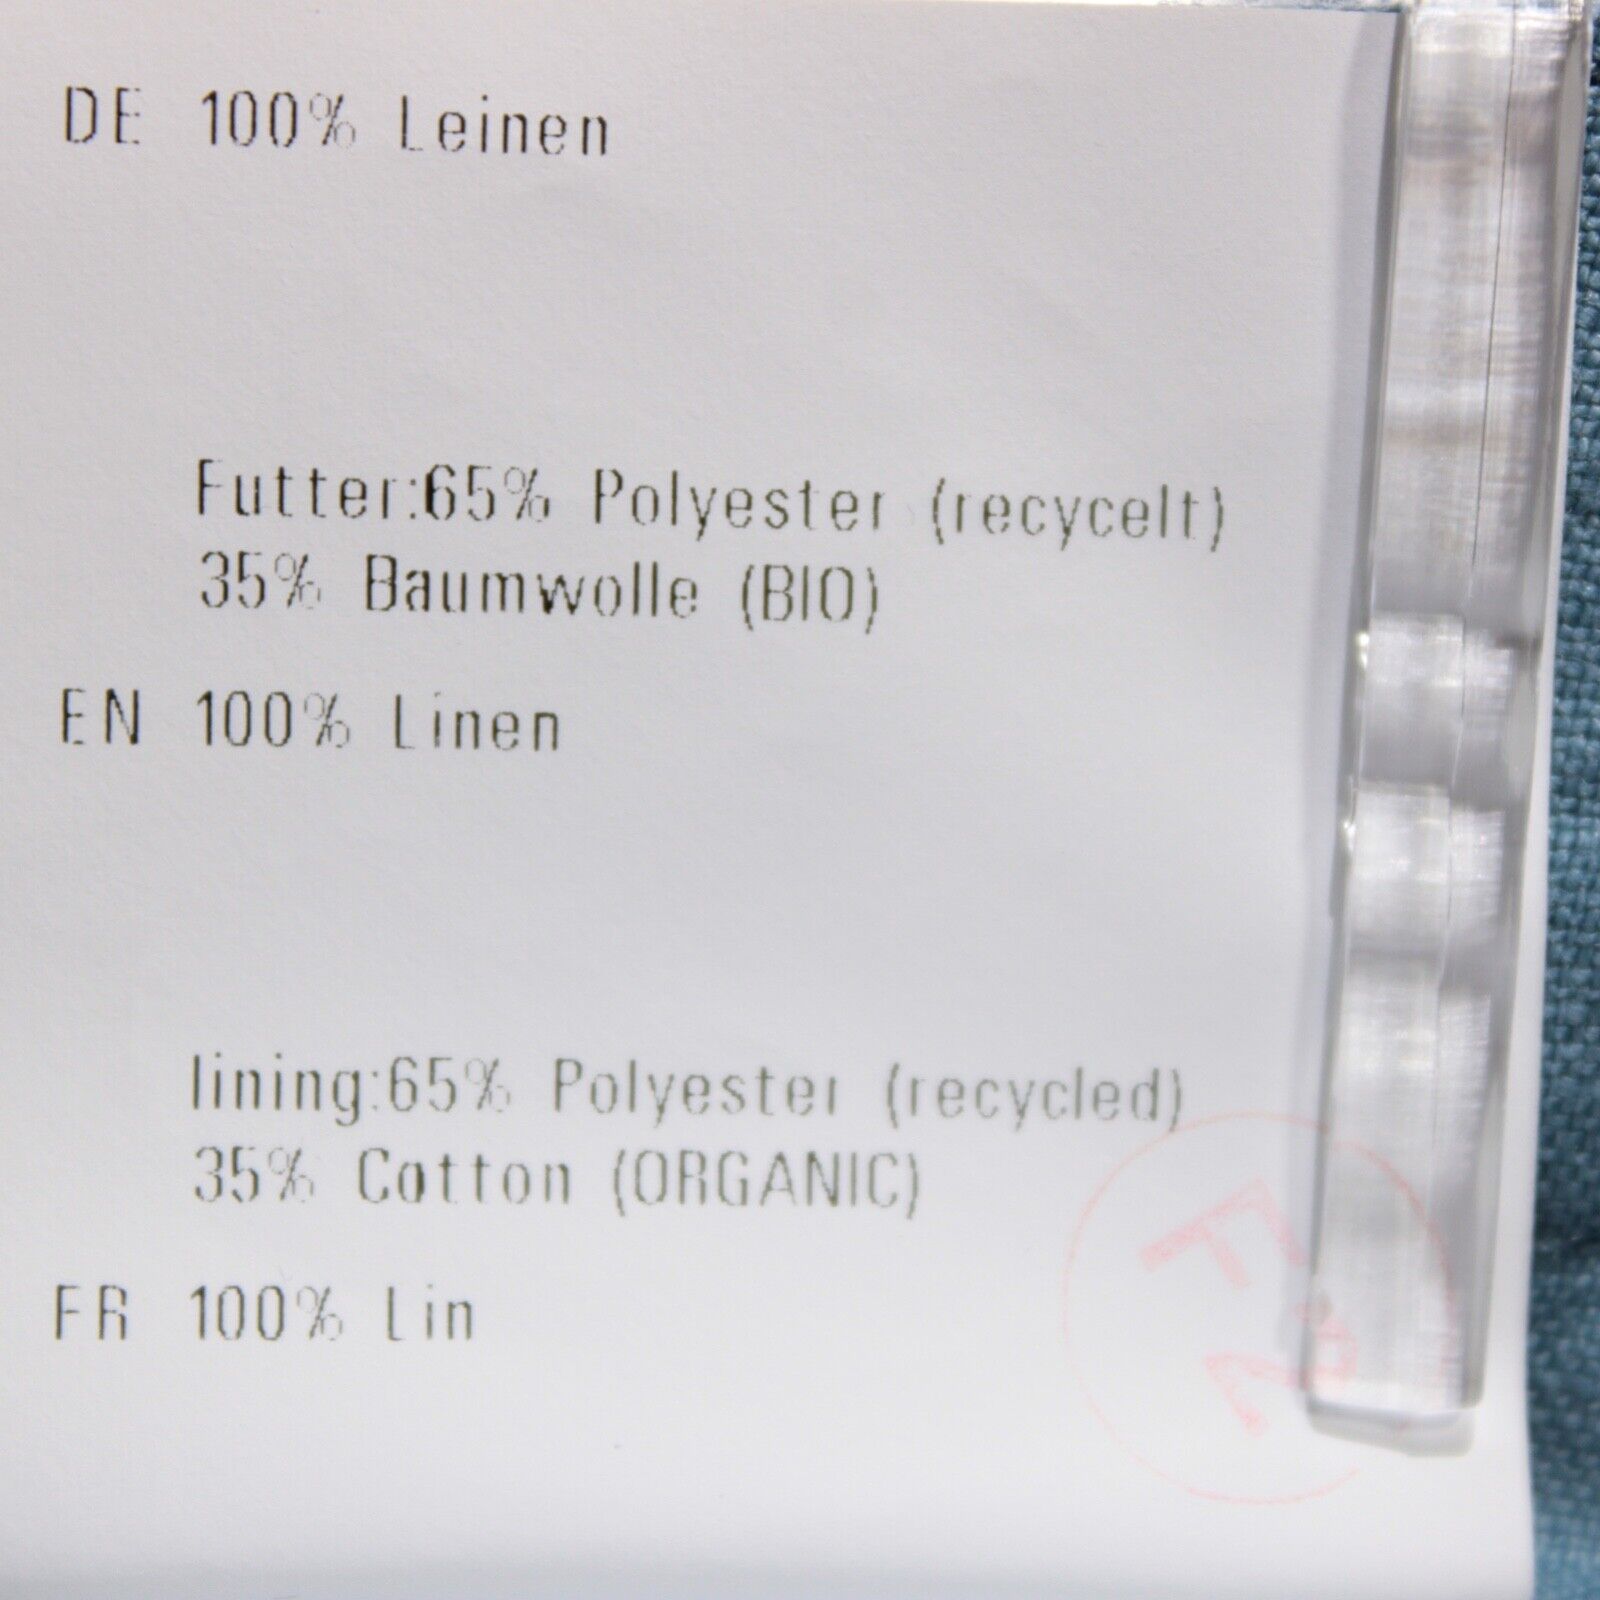 DE 100% Leinen
Futter:65% Polyester (recycelt)
35% Baumwolle (BIO)
EN 100% Linen
lining:65% Polyester (recycled)
35% Cotton (ORGANIC)
FR 100% Lin